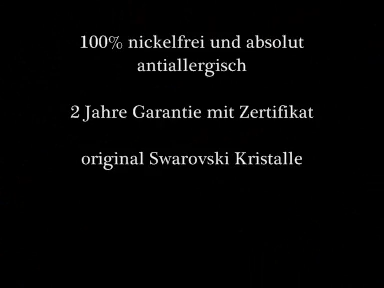 100% nickelfrei und absolut
antiallergisch
2 Jahre Garantie mit Zertifikat
original Swarovski Kristalle